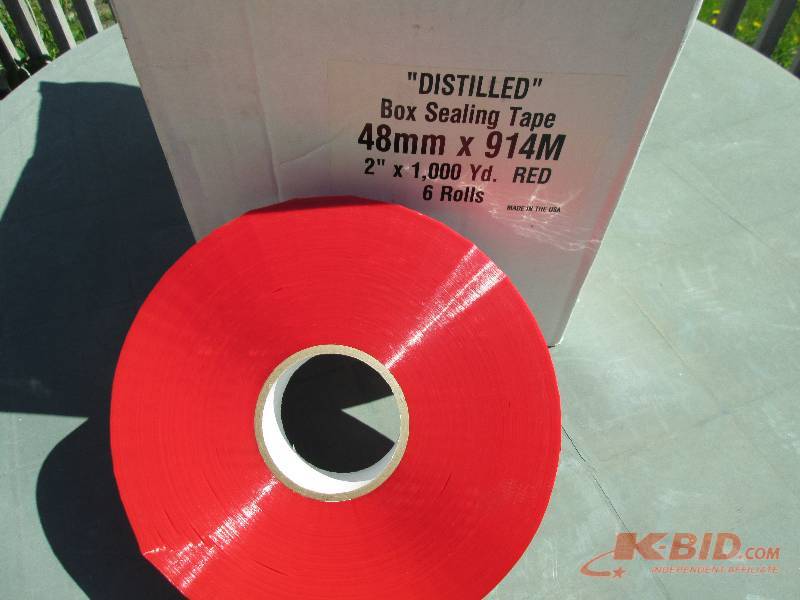 "DISTILLED"
Box Sealing Tape
48mm x 914M
2" x 1,000 Yd. RED
6 Rolls
MADE IN THE USA
K-BID.COM
INDEPENDENT AFFILIATE